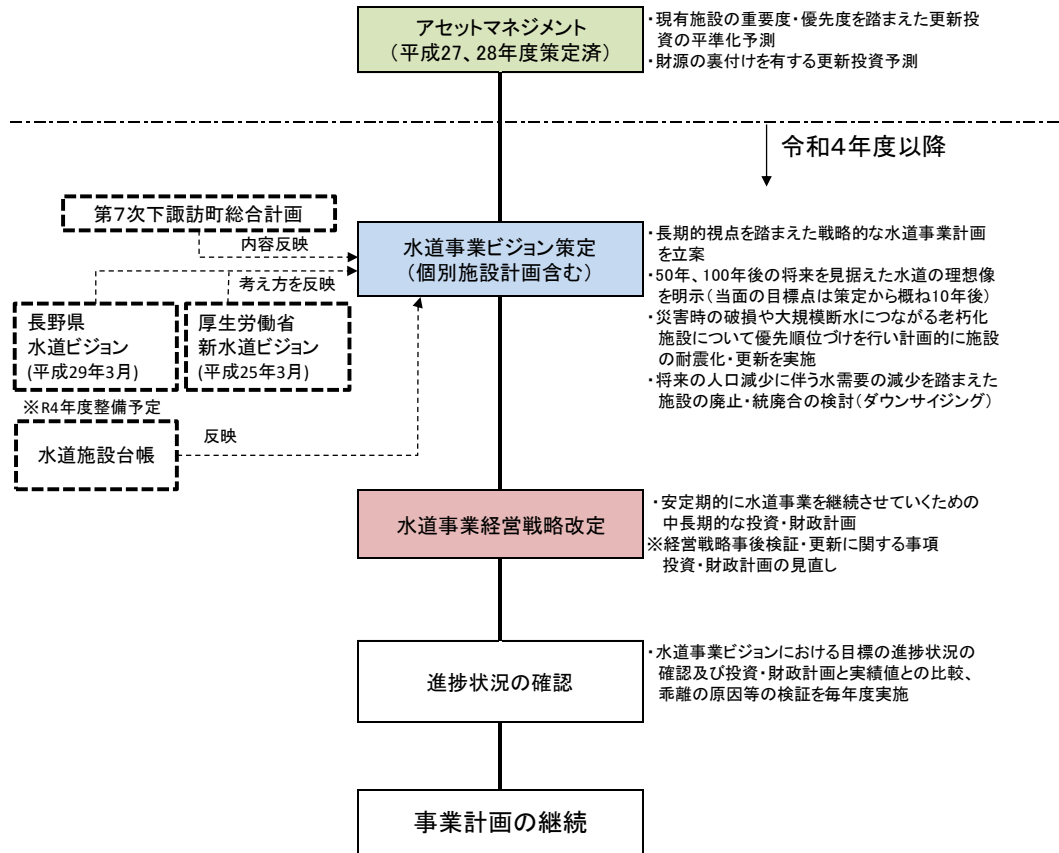 アセットマネジメント
（平成27、28年度策定済）
・現有施設の重要度・優先度を踏まえた更新投
資の平準化予測
・財源の裏付けを有する更新投資予測
令和4年度以降
第7次下諏訪町総合計画
内容反映
水道事業ビジョン策定
（個別施設計画含む）
・長期的視点を踏まえた戦略的な水道事業計画
を立案
・50年、100年後の将来を見据えた水道の理想像
を明示（当面の目標点は策定から概ね10年後）
・災害時の破損や大規模断水につながる老朽化
施設について優先順位づけを行い計画的に施設
の耐震化・更新を実施
・将来の人口減少に伴う水需要の減少を踏まえた
施設の廃止・統廃合の検討（ダウンサイジング）
考え方を反映
長野県
水道ビジョン
(平成29年3月)
厚生労働省
新水道ビジョン
(平成25年3月)
※R4年度整備予定
水道施設台帳
反映
水道事業経営戦略改定
・安定期的に水道事業を継続させていくための
中長期的な投資・財政計画
※経営戦略事後検証・更新に関する事項
投資・財政計画の見直し
進捗状況の確認
・水道事業ビジョンにおける目標の進捗状況の
確認及び投資・財政計画と実績値との比較、
乖離の原因等の検証を毎年度実施
事業計画の継続